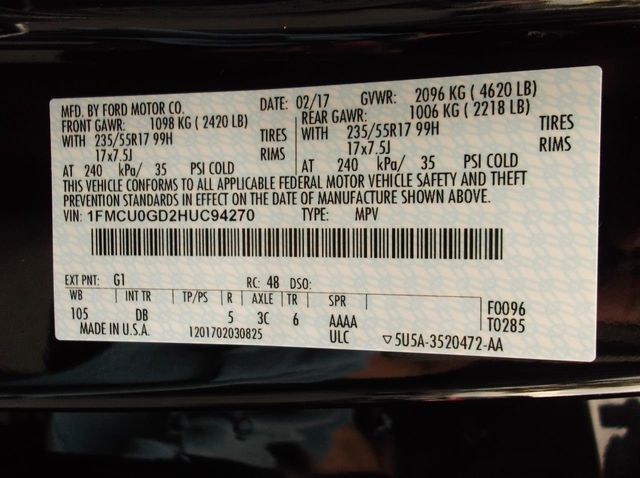 MFD. BY FORD MOTOR CO. DATE: 02/17 GVWR: 2096 KG ( 4620 LB)
FRONT GAWR: 1098 KG ( 2420 LB) REAR GAWR: 1006 KG ( 2218 LB)
WITH 235/55R17 99H TIRES WITH 235/55R17 99H TIRES
17x7.5J RIMS 17x7.5J RIMS
AT 240 kPa/ 35 PSI COLD AT 240 kPa/ 35 PSI COLD
THIS VEHICLE CONFORMS TO ALL APPLICABLE FEDERAL MOTOR VEHICLE SAFETY AND THEFT
PREVENTION STANDARDS IN EFFECT ON THE DATE OF MANUFACTURE SHOWN ABOVE.
VIN: 1FMCU0GD2HUC94270 TYPE: MPV
EXT PNT: G1 RC: 48 DSO:
WB INT TR TP/PS R AXLE TR SPR F0096
105 DB 5 3C 6 AAAA T0285
MADE IN U.S.A. 1201702030825 ULC ▽5U5A-3520472-AA